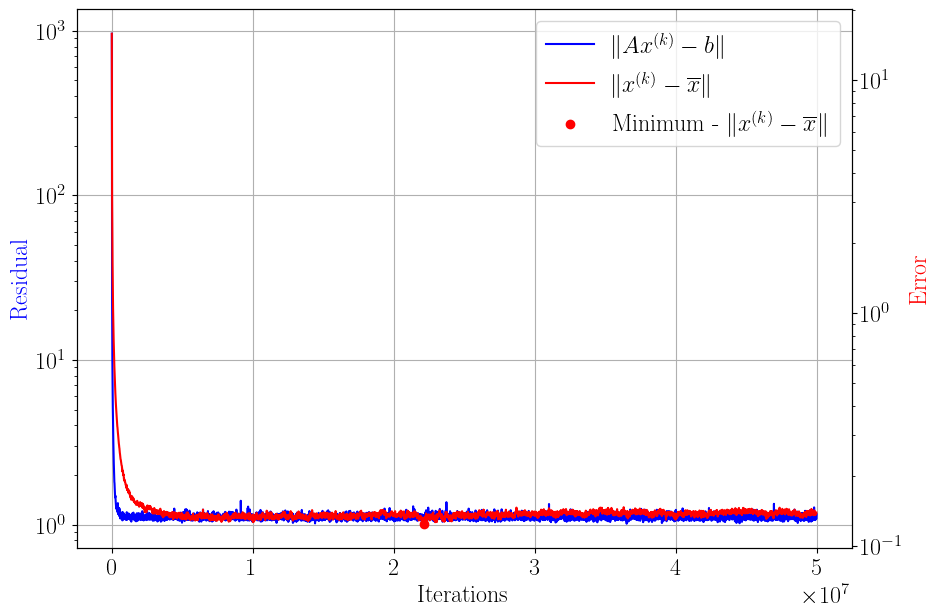 ‖Ax⁽ᵏ⁾ − b‖
‖x⁽ᵏ⁾ − x̅‖
Minimum - ‖x⁽ᵏ⁾ − x̅‖
Residual
10³
10²
10¹
10⁰
Error
10¹
10⁰
10⁻¹
0 1 2 3 4 5
×10⁷
Iterations